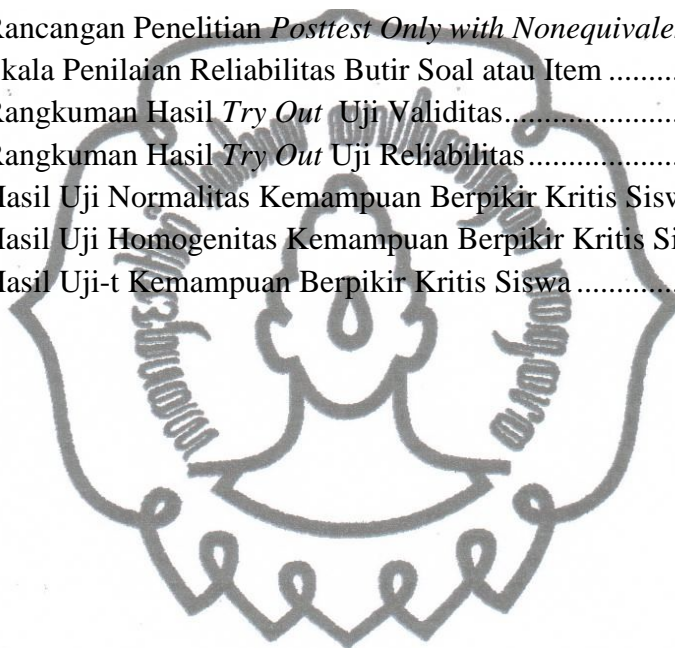 Rancangan Penelitian Posttest Only with Nonequivale
kala Penilaian Reliabilitas Butir Soal atau Item ..........
Rangkuman Hasil Try Out Uji Validitas......................
Rangkuman Hasil Try Out Uji Reliabilitas...................
Hasil Uji Normalitas Kemampuan Berpikir Kritis Sisw
Hasil Uji Homogenitas Kemampuan Berpikir Kritis Si
Hasil Uji-t Kemampuan Berpikir Kritis Siswa ..............